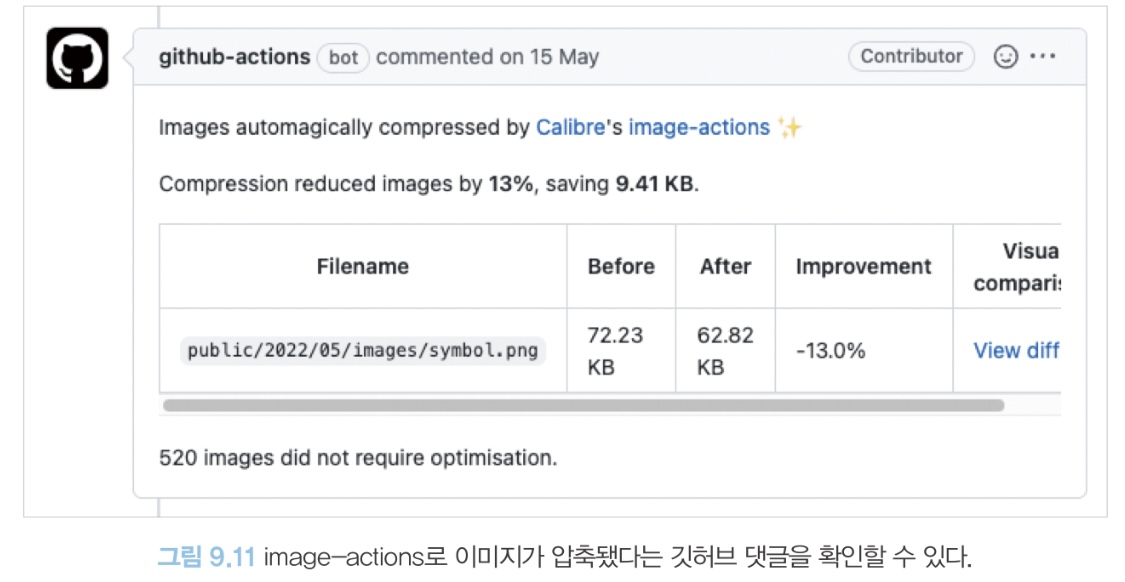 github-actions bot commented on 15 May Contributor
Images automagically compressed by Calibre's image-actions ✨
Compression reduced images by 13%, saving 9.41 KB.
Filename Before After Improvement Visua
comparis
public/2022/05/images/symbol.png 72.23 KB 62.82 KB -13.0% View diff
520 images did not require optimisation.
그림 9.11 image-actions로 이미지가 압축됐다는 깃허브 댓글을 확인할 수 있다.